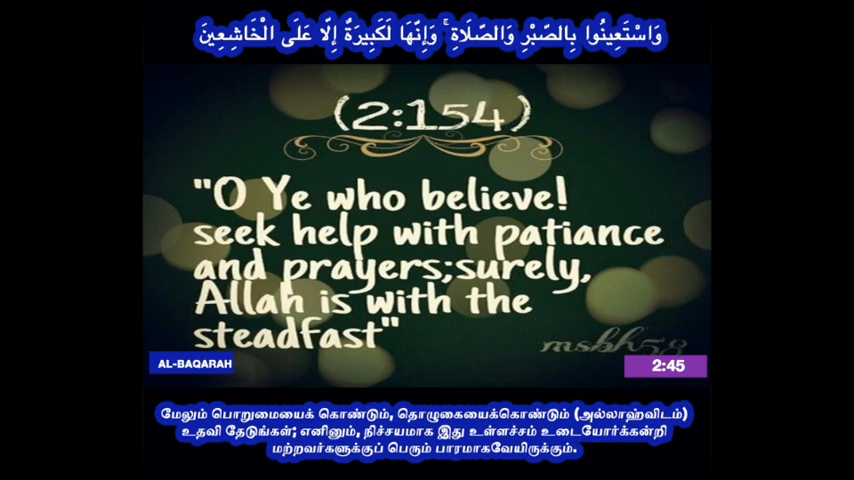 وَاسْتَعِينُوا بِالصَّبْرِ وَالصَّلَاةِ ۚ وَإِنَّهَا لَكَبِيرَةٌ إِلَّا عَلَى الْخَاشِعِينَ
(2:154)
"O Ye who believe!
seek help with patiance
and prayers;surely,
Allah is with the
steadfast"
msbh58
AL-BAQARAH
2:45
மேலும் பொறுமையைக் கொண்டும், தொழுகையைக்கொண்டும் (அல்லாஹ்விடம்)
உதவி தேடுங்கள்; எனினும், நிச்சயமாக இது உள்ளச்சம் உடையோர்க்கன்றி
மற்றவர்களுக்குப் பெரும் பாரமாகவேயிருக்கும்.